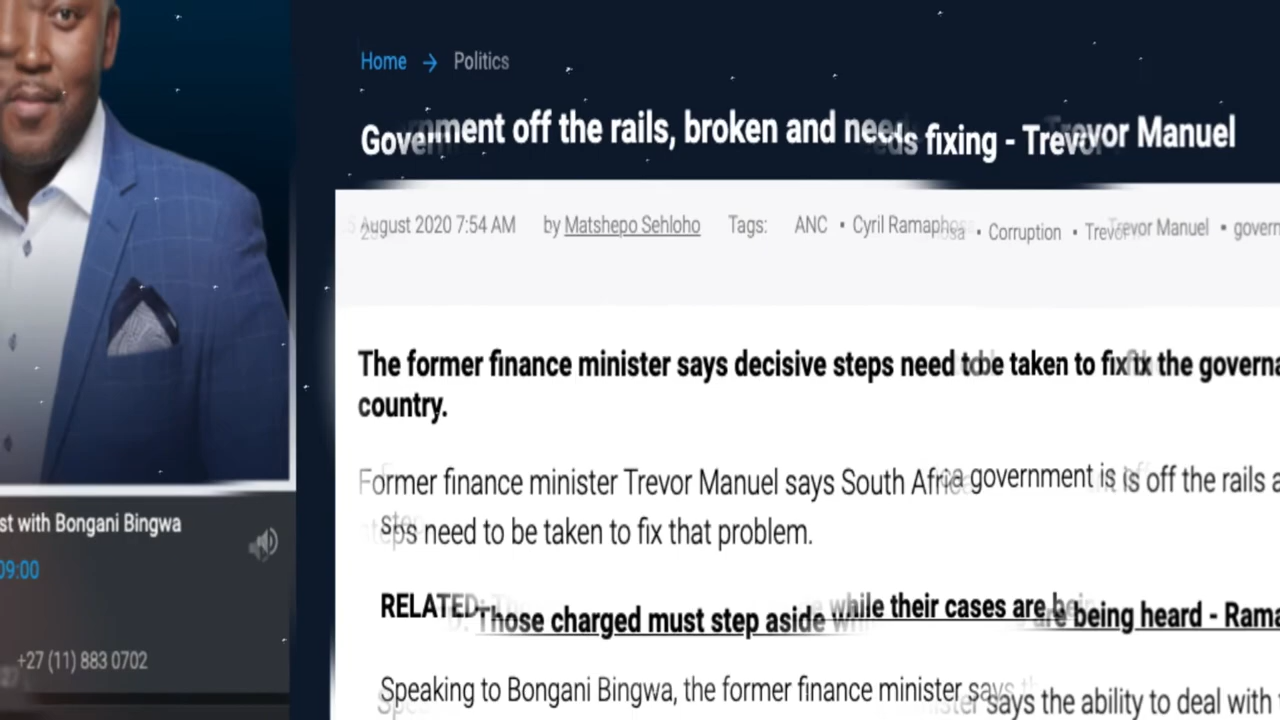 Home → Politics
Government off the rails, broken and needs fixing - Trevor Manuel
August 2020 7:54 AM by Matshepo Sehloho Tags: ANC • Cyril Ramaphosa • Corruption • Trevor Manuel • govern
The former finance minister says decisive steps need to be taken to fix the governa
country.
Former finance minister Trevor Manuel says South Africa government is off the rails a
steps need to be taken to fix that problem.
RELATED: Those charged must step aside while their cases are being heard - Rama
Speaking to Bongani Bingwa, the former finance minister says the ability to deal with
st with Bongani Bingwa
09:00
+27 (11) 883 0702